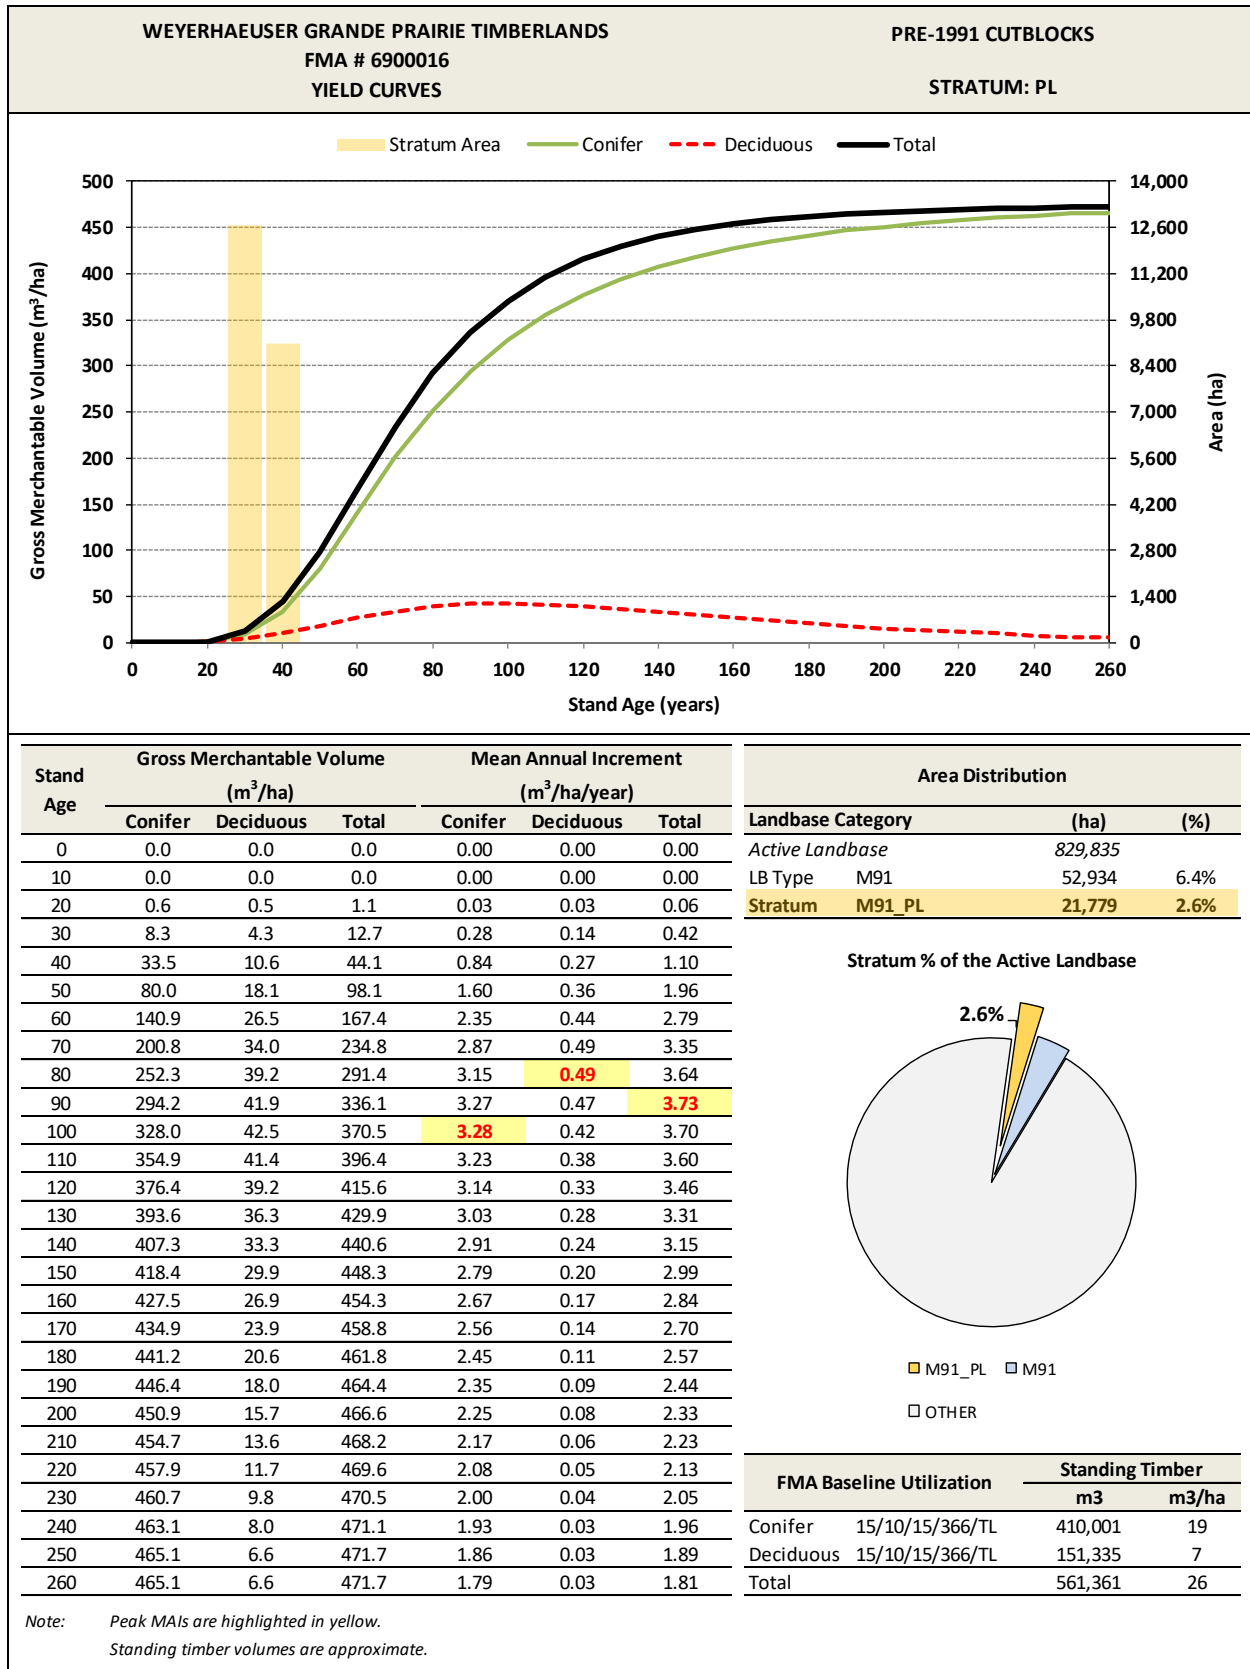 WEYERHAEUSER GRANDE PRAIRIE TIMBERLANDS
FMA # 6900016
YIELD CURVES
PRE-1991 CUTBLOCKS
STRATUM: PL
Stratum Area Conifer Deciduous Total
Gross Merchantable Volume (m³/ha)
500
450
400
350
300
250
200
150
100
50
0
14,000
12,600
11,200
9,800
8,400
7,000
5,600
4,200
2,800
1,400
0
Area (ha)
0 20 40 60 80 100 120 140 160 180 200 220 240 260
Stand Age (years)
Stand Age Gross Merchantable Volume (m³/ha) Mean Annual Increment (m³/ha/year)
Conifer Deciduous Total Conifer Deciduous Total
0 0.0 0.0 0.0 0.00 0.00 0.00
10 0.0 0.0 0.0 0.00 0.00 0.00
20 0.6 0.5 1.1 0.03 0.03 0.06
30 8.3 4.3 12.7 0.28 0.14 0.42
40 33.5 10.6 44.1 0.84 0.27 1.10
50 80.0 18.1 98.1 1.60 0.36 1.96
60 140.9 26.5 167.4 2.35 0.44 2.79
70 200.8 34.0 234.8 2.87 0.49 3.35
80 252.3 39.2 291.4 3.15 0.49 3.64
90 294.2 41.9 336.1 3.27 0.47 3.73
100 328.0 42.5 370.5 3.28 0.42 3.70
110 354.9 41.4 396.4 3.23 0.38 3.60
120 376.4 39.2 415.6 3.14 0.33 3.46
130 393.6 36.3 429.9 3.03 0.28 3.31
140 407.3 33.3 440.6 2.91 0.24 3.15
150 418.4 29.9 448.3 2.79 0.20 2.99
160 427.5 26.9 454.3 2.67 0.17 2.84
170 434.9 23.9 458.8 2.56 0.14 2.70
180 441.2 20.6 461.8 2.45 0.11 2.57
190 446.4 18.0 464.4 2.35 0.09 2.44
200 450.9 15.7 466.6 2.25 0.08 2.33
210 454.7 13.6 468.2 2.17 0.06 2.23
220 457.9 11.7 469.6 2.08 0.05 2.13
230 460.7 9.8 470.5 2.00 0.04 2.05
240 463.1 8.0 471.1 1.93 0.03 1.96
250 465.1 6.6 471.7 1.86 0.03 1.89
260 465.1 6.6 471.7 1.79 0.03 1.81
Area Distribution
Landbase Category (ha) (%)
Active Landbase 829,835
LB Type M91 52,934 6.4%
Stratum M91_PL 21,779 2.6%
Stratum % of the Active Landbase
2.6%
M91_PL M91
OTHER
FMA Baseline Utilization Standing Timber
m3 m3/ha
Conifer 15/10/15/366/TL 410,001 19
Deciduous 15/10/15/366/TL 151,335 7
Total 561,361 26
Note: Peak MAIs are highlighted in yellow.
Standing timber volumes are approximate.